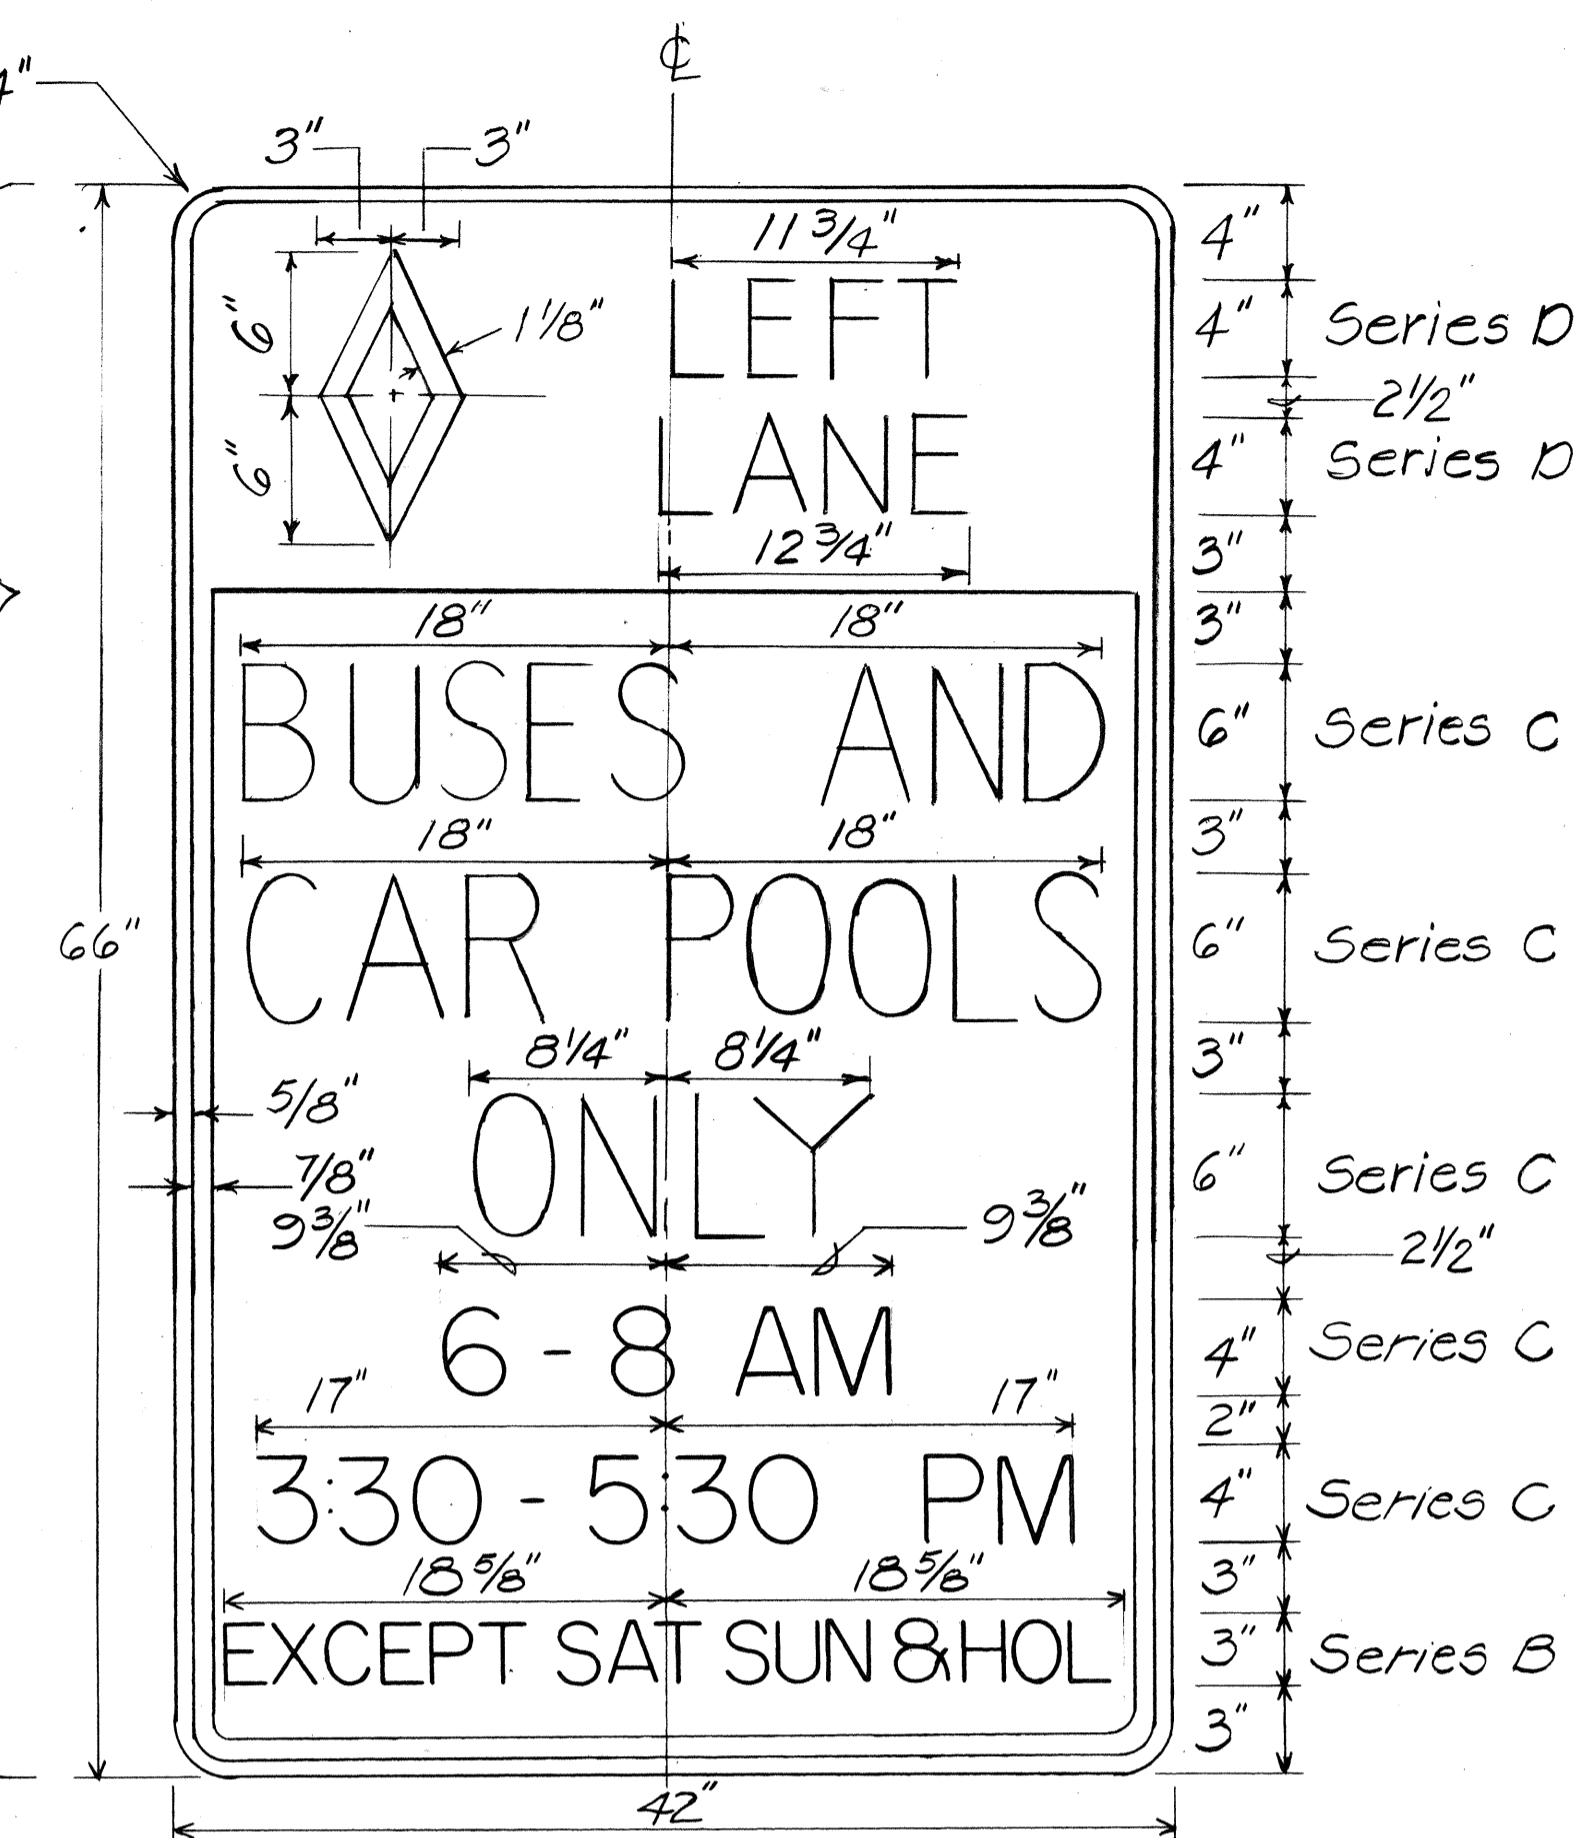 ℄
4"
3" 3"
11 3/4"
4"
LEFT
6"
1 1/8"
4" Series D
2 1/2"
LANE
6"
4" Series D
12 3/4"
3"
18" 18"
3"
BUSES AND
6" Series C
18" 18"
3"
CAR POOLS
66"
6" Series C
8 1/4" 8 1/4"
3"
5/8"
ONLY
7/8"
6" Series C
9 3/8" 9 3/8"
2 1/2"
6 - 8 AM
4" Series C
17" 17"
2"
3:30 - 5:30 PM
4" Series C
18 5/8" 18 5/8"
3"
EXCEPT SAT SUN & HOL
3" Series B
3"
42"